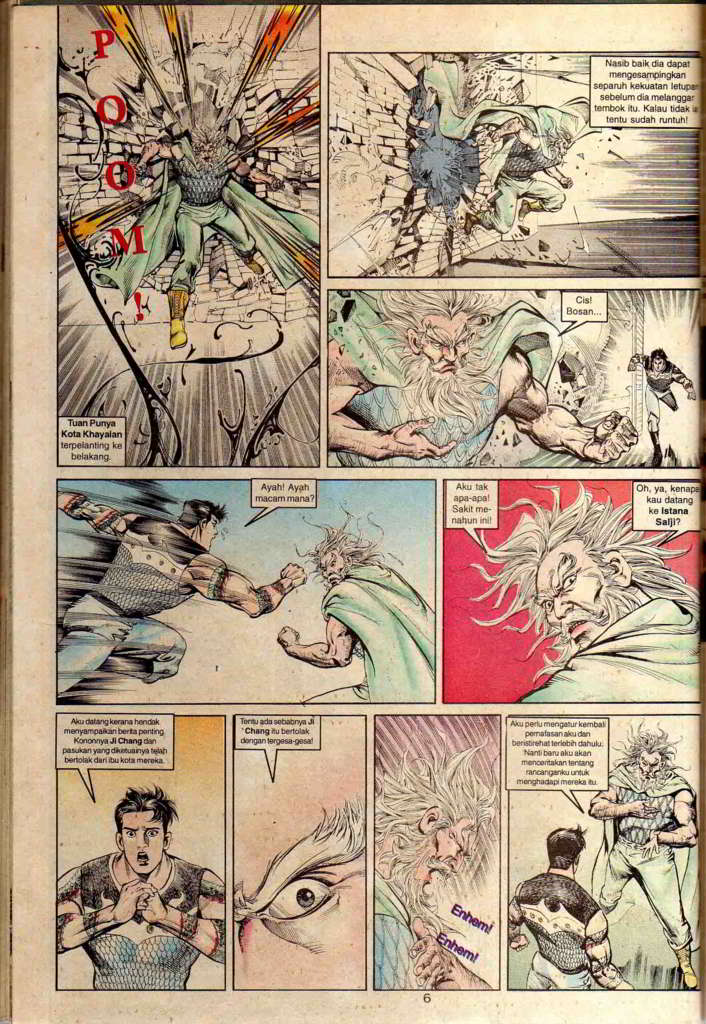 POOM!
Tuan Punya
Kota Khayalan
terpelanting ke
belakang.
Nasib baik dia dapat
mengesampingkan
separuh kekuatan letupan
sebelum dia melanggar
tembok itu. Kalau tidak
tentu sudah runtuh!
Cis!
Bosan...
Ayah! Ayah
macam mana?
Aku tak
apa-apa!
Sakit me-
nahun ini!
Oh, ya, kenapa
kau datang
ke Istana
Salji?
Aku datang kerana hendak
menyampaikan berita penting.
Kononnya Ji Chang dan
pasukan yang diketuainya telah
bertolak dari ibu kota mereka.
Tentu ada sebabnya Ji
Chang itu bertolak
dengan tergesa-gesa!
Enhem!
Enhem!
Aku perlu mengatur kembali
pernafasan aku dan
beristirehat terlebih dahulu.
Nanti baru aku akan
menceritakan tentang
rancanganku untuk
menghadapi mereka itu.
6